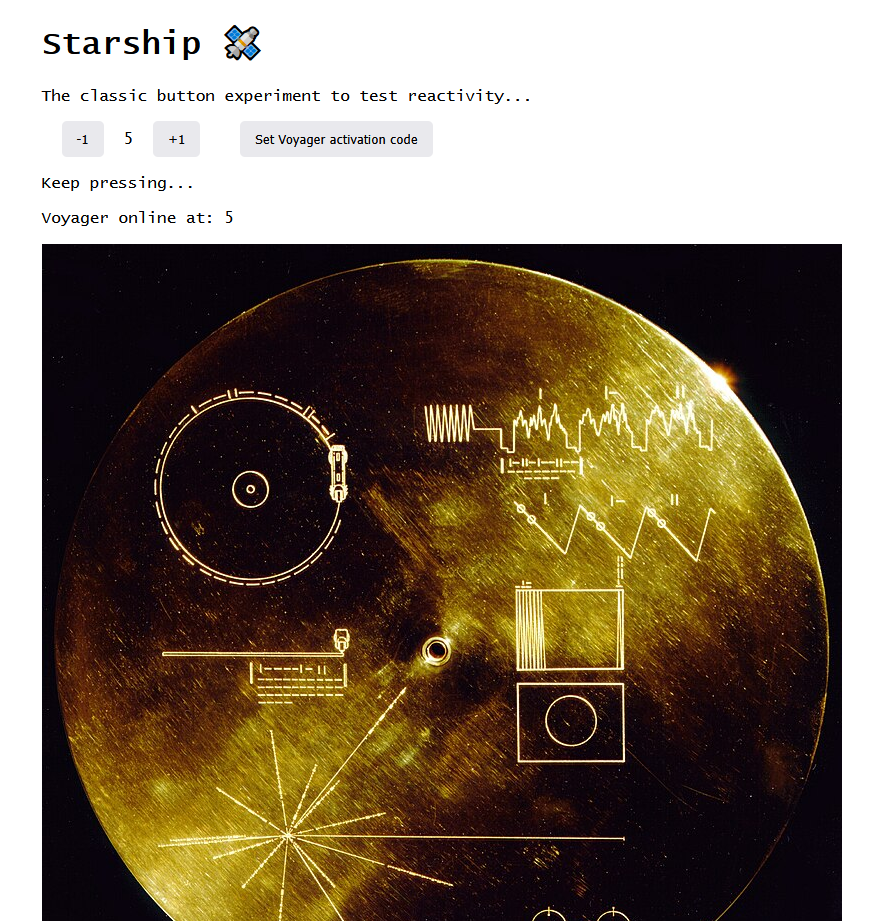 Starship 🛰️
The classic button experiment to test reactivity...
-1 5 +1 Set Voyager activation code
Keep pressing...
Voyager online at: 5